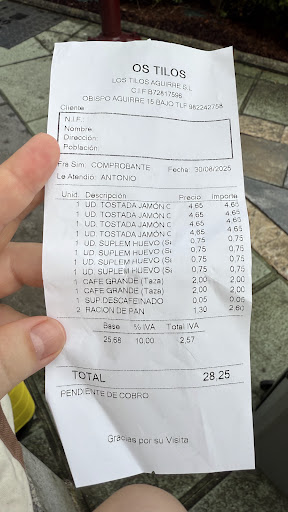 OS TILOS
LOS TILOS AGUIRRE S.L
C.I.F B72817596
OBISPO AGUIRRE 15 BAJO TLF 982242758
Cliente
N.I.F.:
Nombre:
Dirección:
Población:
Fra.Sim. COMPROBANTE Fecha: 30/08/2025
Le Atendio: ANTONIO
Unid. Descripción Precio Importe
1 UD. TOSTADA JAMÓN C 4,65 4,65
1 UD. TOSTADA JAMÓN C 4,65 4,65
1 UD. TOSTADA JAMÓN C 4,65 4,65
1 UD. TOSTADA JAMÓN C 4,65 4,65
1 UD. SUPLEM HUEVO (Su 0,75 0,75
1 UD. SUPLEM HUEVO (Su 0,75 0,75
1 UD. SUPLEM HUEVO (Su 0,75 0,75
1 UD. SUPLEM HUEVO (Su 0,75 0,75
1 CAFE GRANDE (Taza) 2,00 2,00
1 CAFE GRANDE (Taza) 2,00 2,00
1 SUP.DESCAFEINADO 0,05 0,05
2 RACION DE PAN 1,30 2,60
Base % IVA Total IVA
25,68 10,00 2,57
TOTAL 28,25
PENDIENTE DE COBRO
Gracias por su Visita